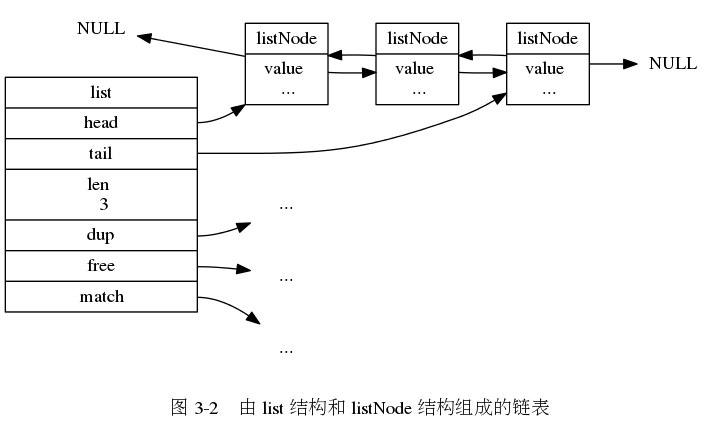 NULL
listNode
value
...
listNode
value
...
listNode
value
...
NULL
list
head
tail
len
3
dup
free
match
...
...
...
图 3-2 由 list 结构和 listNode 结构组成的链表